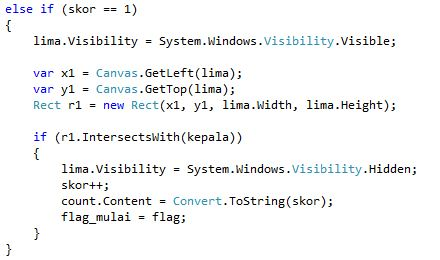 else if (skor == 1)
{
    lima.Visibility = System.Windows.Visibility.Visible;

    var x1 = Canvas.GetLeft(lima);
    var y1 = Canvas.GetTop(lima);
    Rect r1 = new Rect(x1, y1, lima.Width, lima.Height);

    if (r1.IntersectsWith(kepala))
    {
        lima.Visibility = System.Windows.Visibility.Hidden;
        skor++;
        count.Content = Convert.ToString(skor);
        flag_mulai = flag;
    }
}